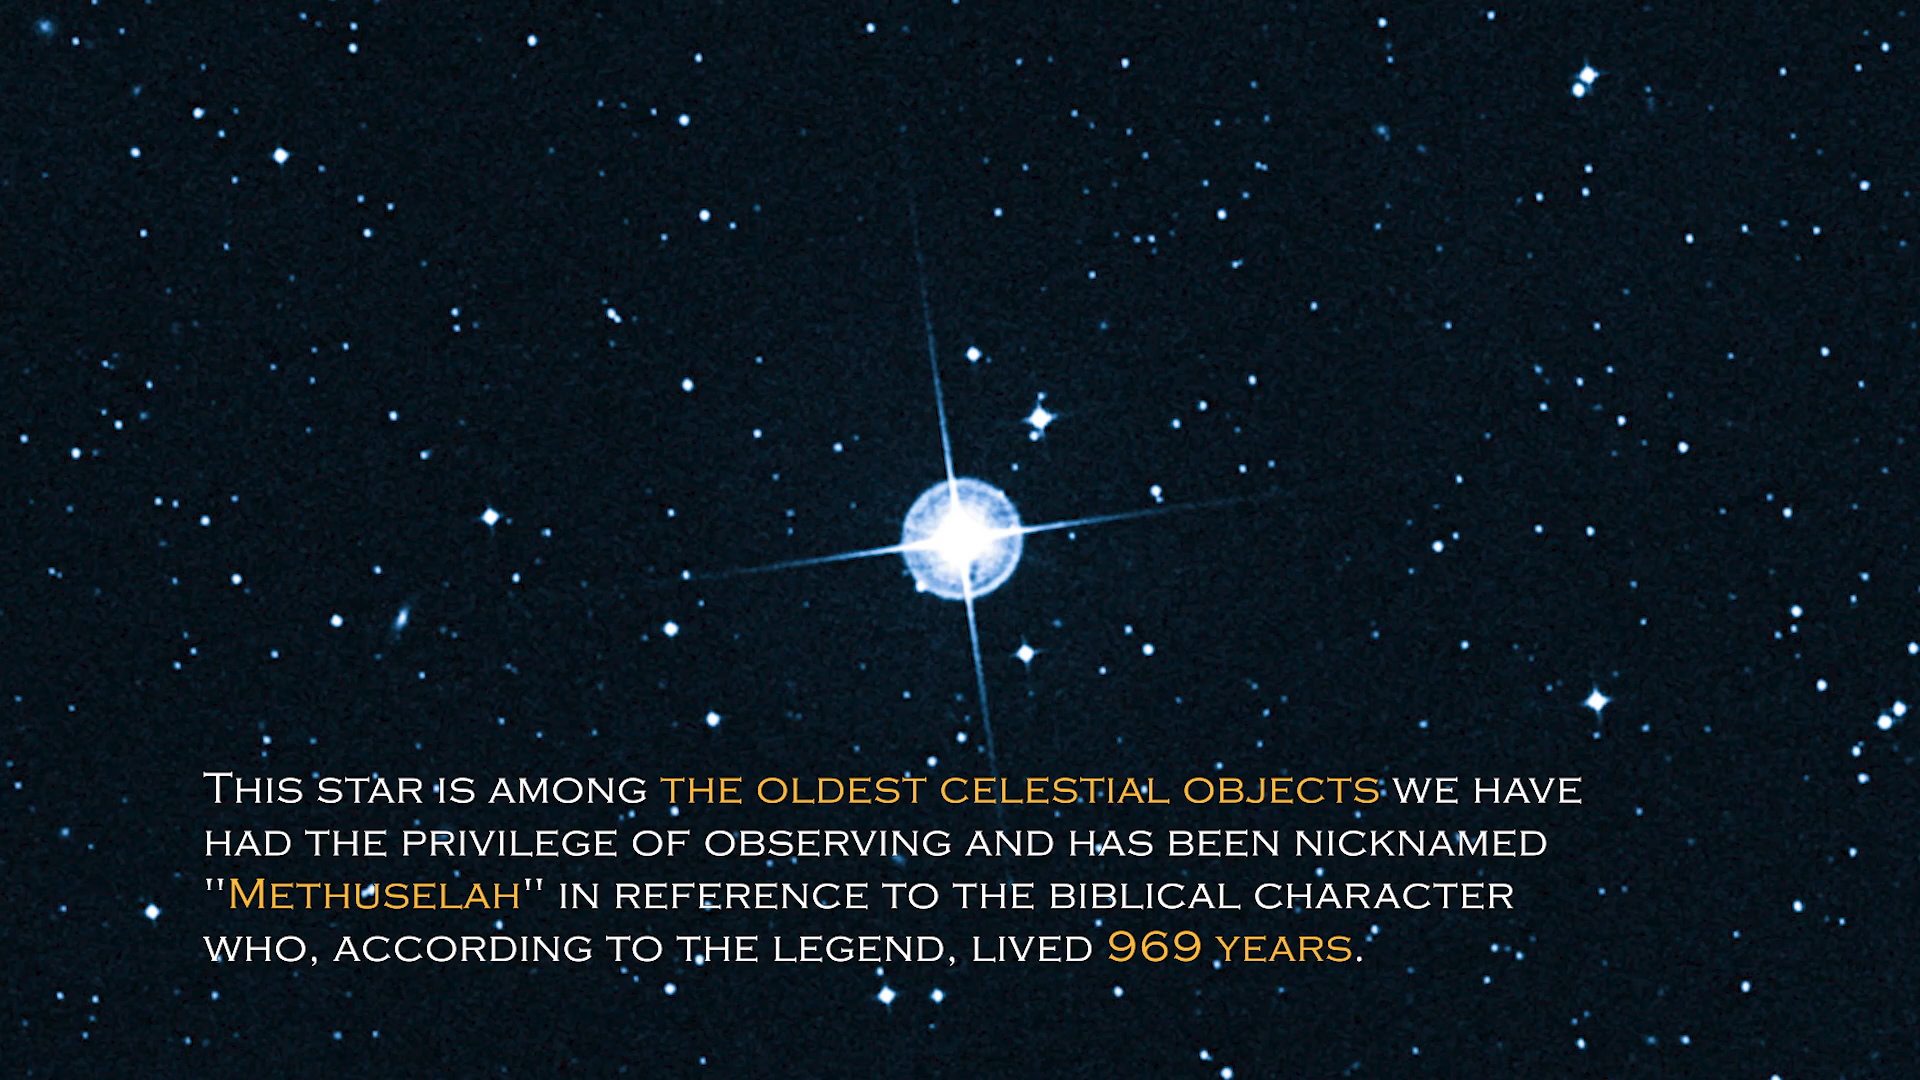 This star is among the oldest celestial objects we have
had the privilege of observing and has been nicknamed
"Methuselah" in reference to the biblical character
who, according to the legend, lived 969 years.